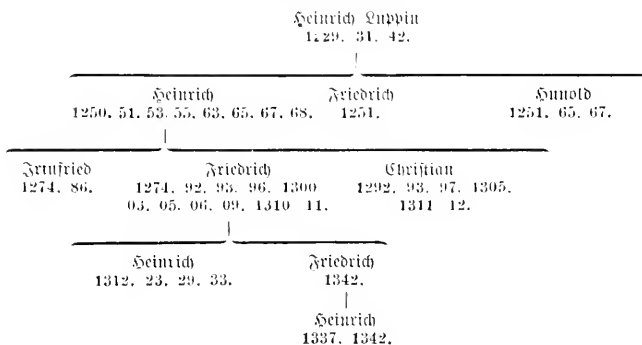 Heinrich Luppin
1229. 31. 42.
Heinrich Friedrich Hunold
1250. 51. 53. 55. 63. 65. 67. 68. 1251. 1251. 65. 67.
Irmfried Friedrich Christian
1274. 86. 1274. 92. 93. 96. 1300 1292. 93. 97. 1305.
03. 05. 06. 09. 1310 11. 1311 12.
Heinrich Friedrich
1312. 23. 29. 33. 1342.
Heinrich
1337. 1342.